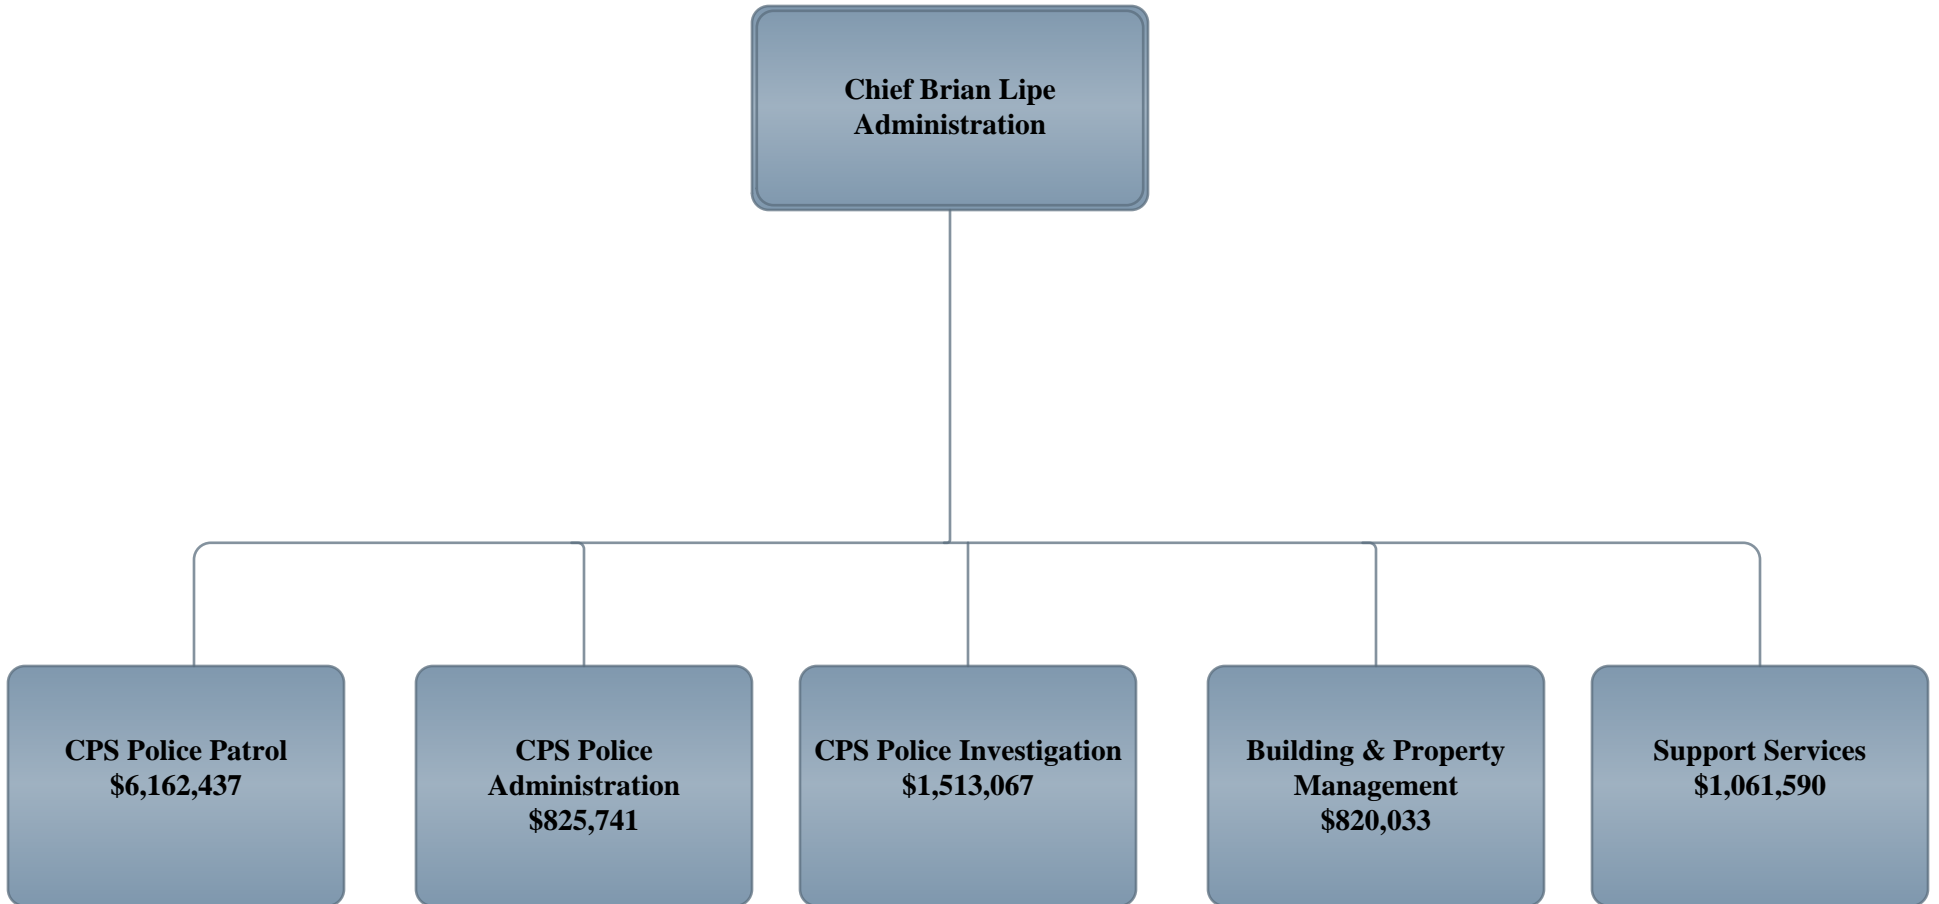 Chief Brian Lipe
Administration
CPS Police Patrol
$6,162,437
CPS Police
Administration
$825,741
CPS Police Investigation
$1,513,067
Building & Property
Management
$820,033
Support Services
$1,061,590